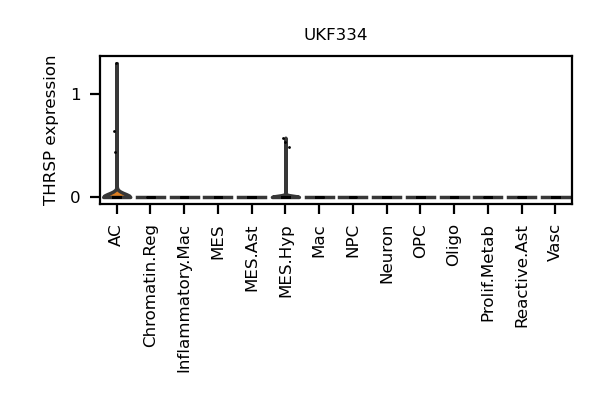 UKF334
THRSP expression
1
0
AC
Chromatin.Reg
Inflammatory.Mac
MES
MES.Ast
MES.Hyp
Mac
NPC
Neuron
OPC
Oligo
Prolif.Metab
Reactive.Ast
Vasc